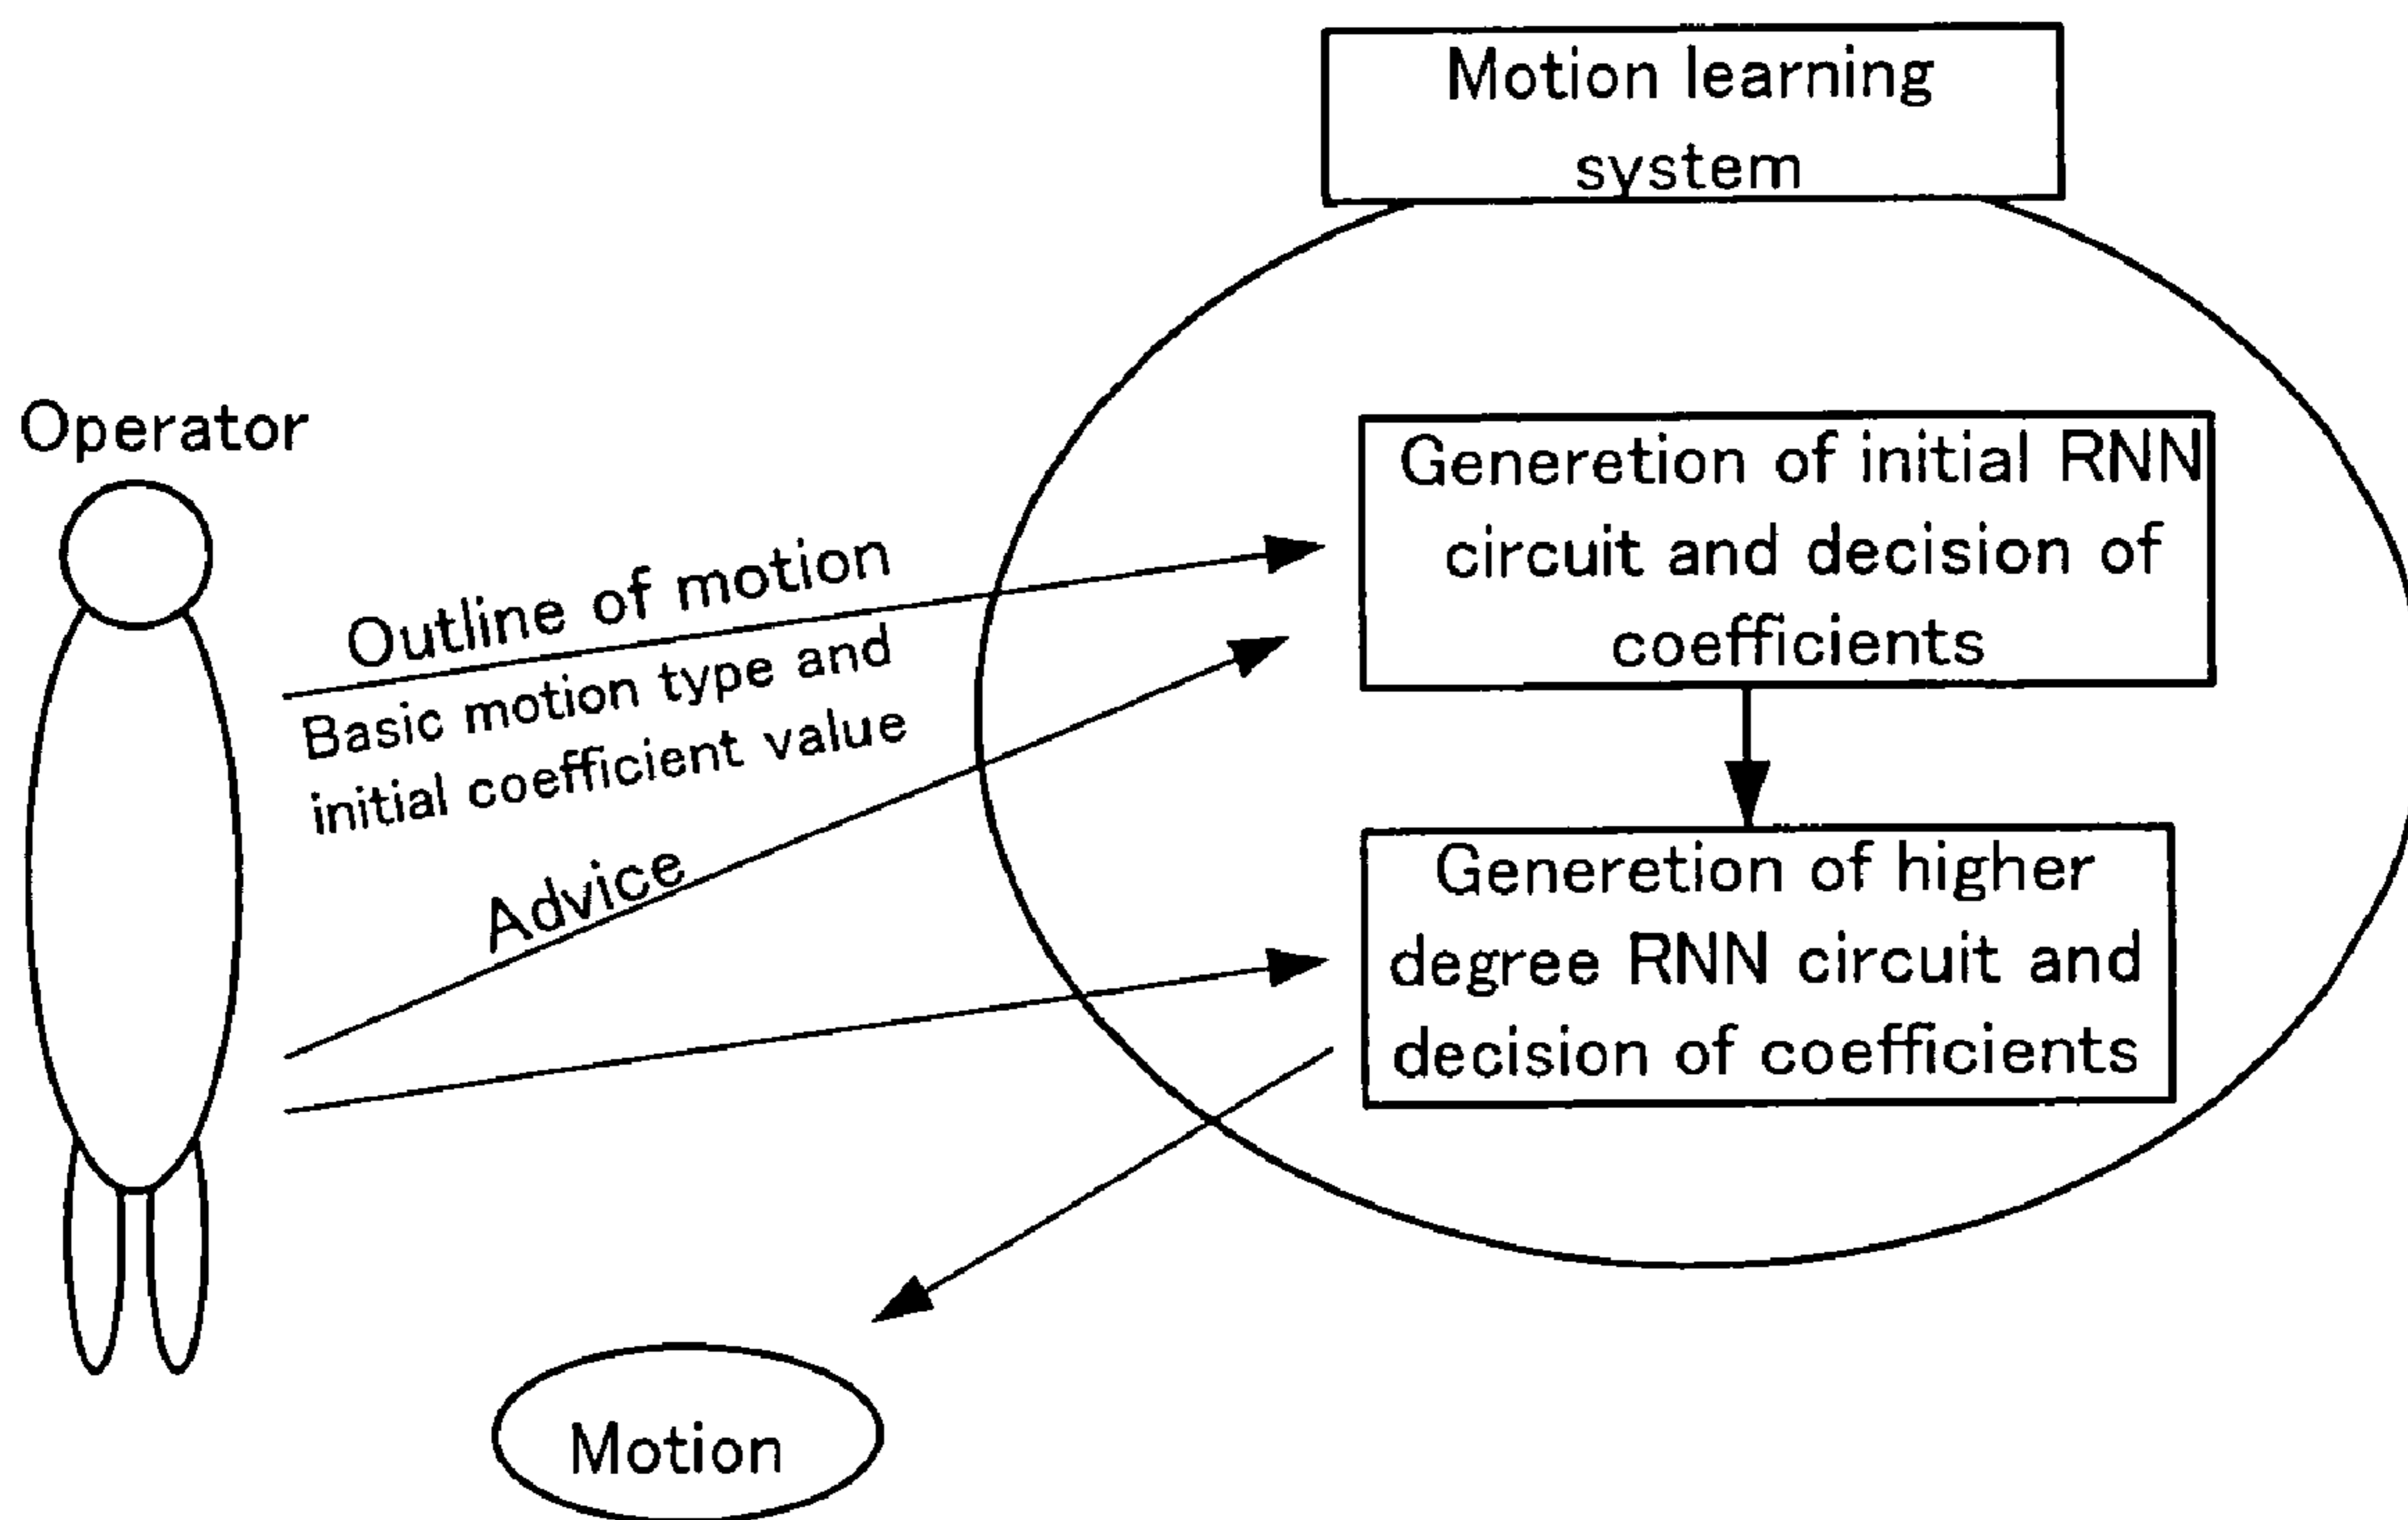 Motion learning
system
Operator
Generetion of initial RNN
circuit and decision of
coefficients
Outline of motion
Basic motion type and
initial coefficient value
Advice
Generetion of higher
degree RNN circuit and
decision of coefficients
Motion